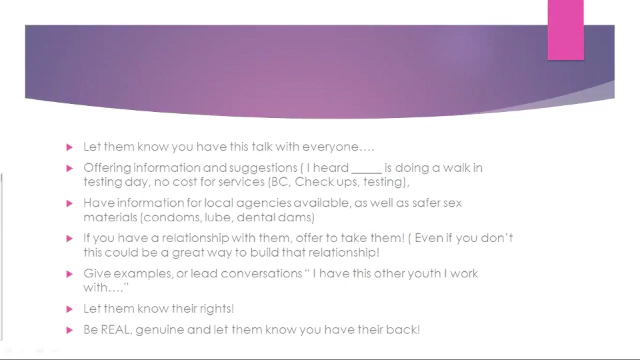 Let them know you have this talk with everyone….
Offering information and suggestions ( I heard _____ is doing a walk in
testing day, no cost for services (BC, Check ups, testing),
Have information for local agencies available, as well as safer sex
materials (condoms, lube, dental dams)
If you have a relationship with them, offer to take them! ( Even if you don't
this could be a great way to build that relationship!
Give examples, or lead conversations " I have this other youth I work
with…."
Let them know their rights!
Be REAL, genuine and let them know you have their back!